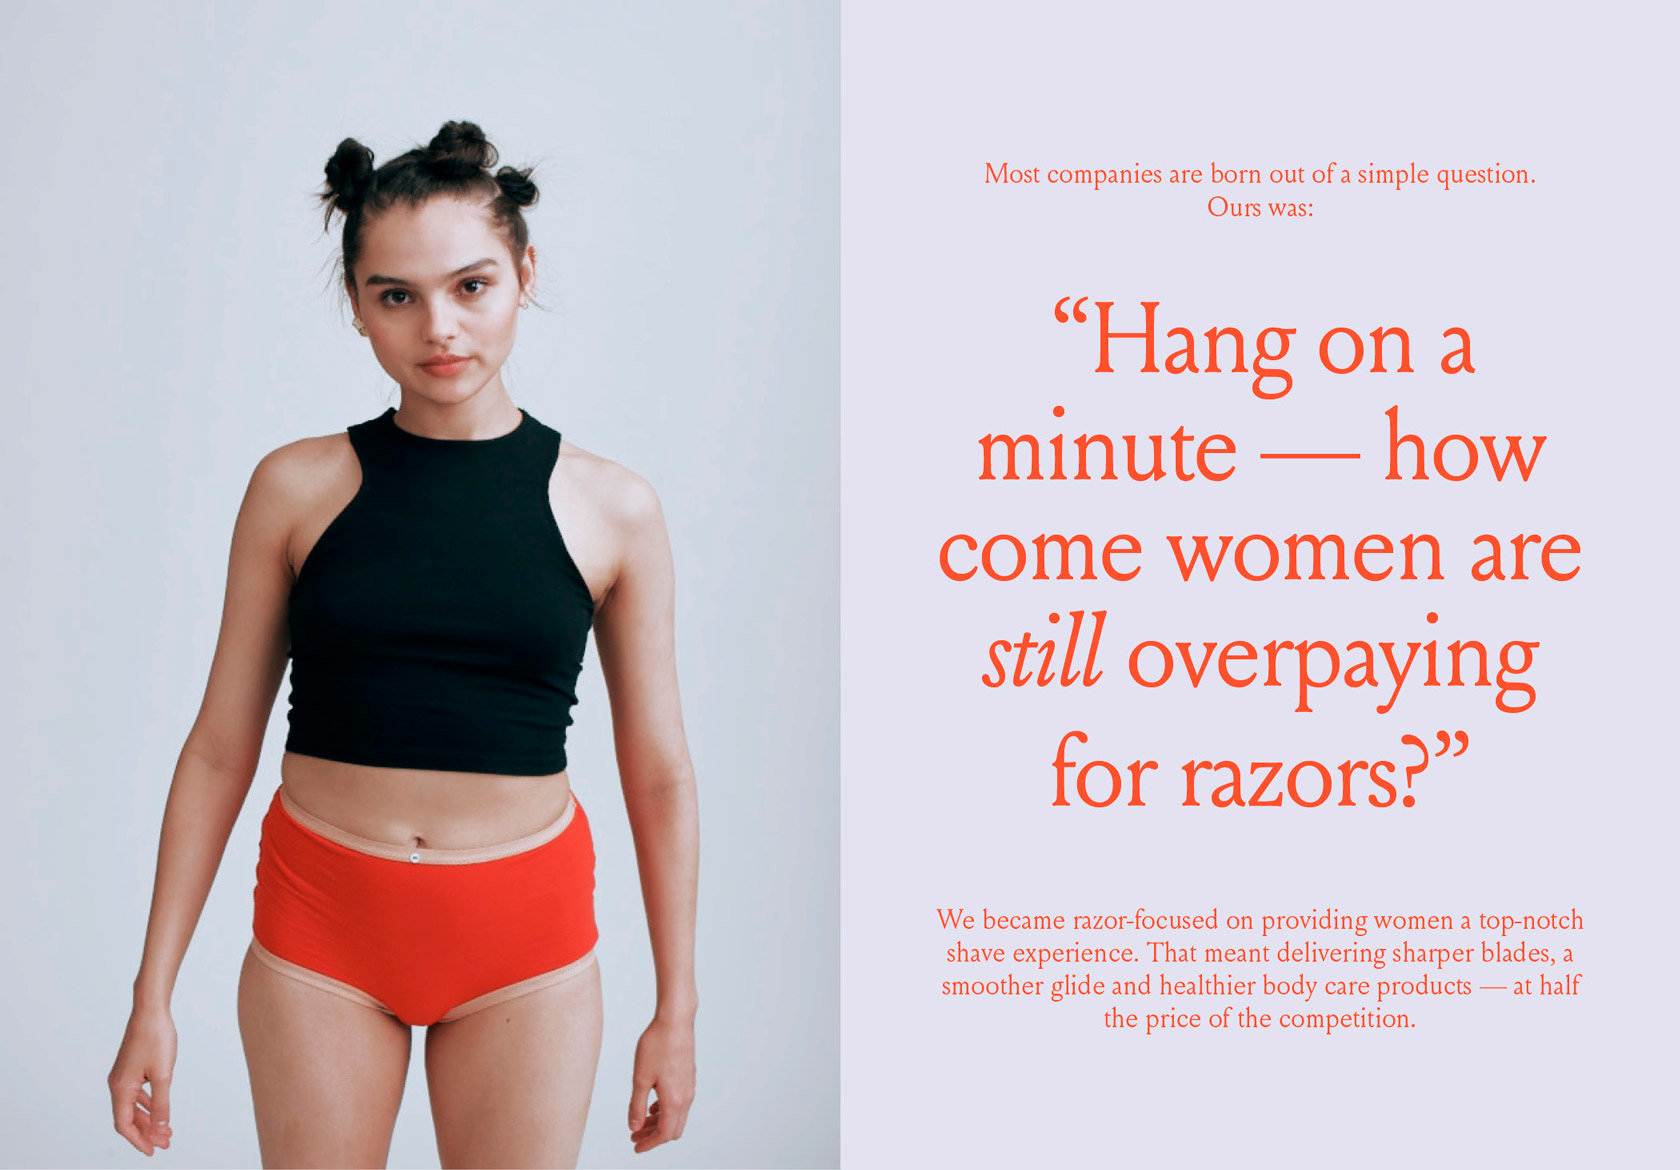 Most companies are born out of a simple question.
Ours was:
“Hang on a
minute — how
come women are
still overpaying
for razors?”
We became razor-focused on providing women a top-notch
shave experience. That meant delivering sharper blades, a
smoother glide and healthier body care products — at half
the price of the competition.